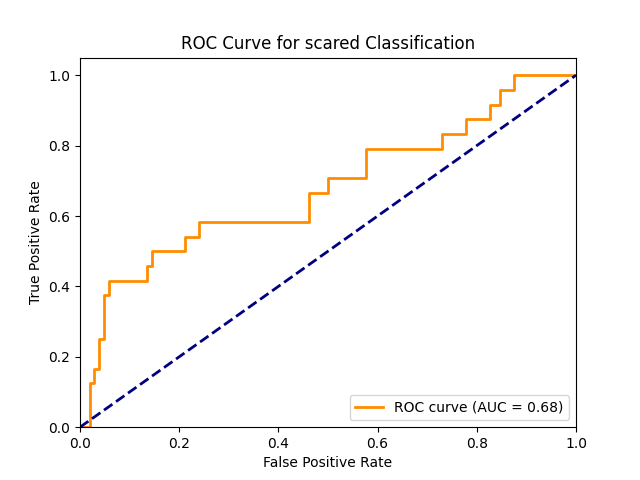 ROC Curve for scared Classification
True Positive Rate
1.0
0.8
0.6
0.4
0.2
0.0
ROC curve (AUC = 0.68)
0.0 0.2 0.4 0.6 0.8 1.0
False Positive Rate